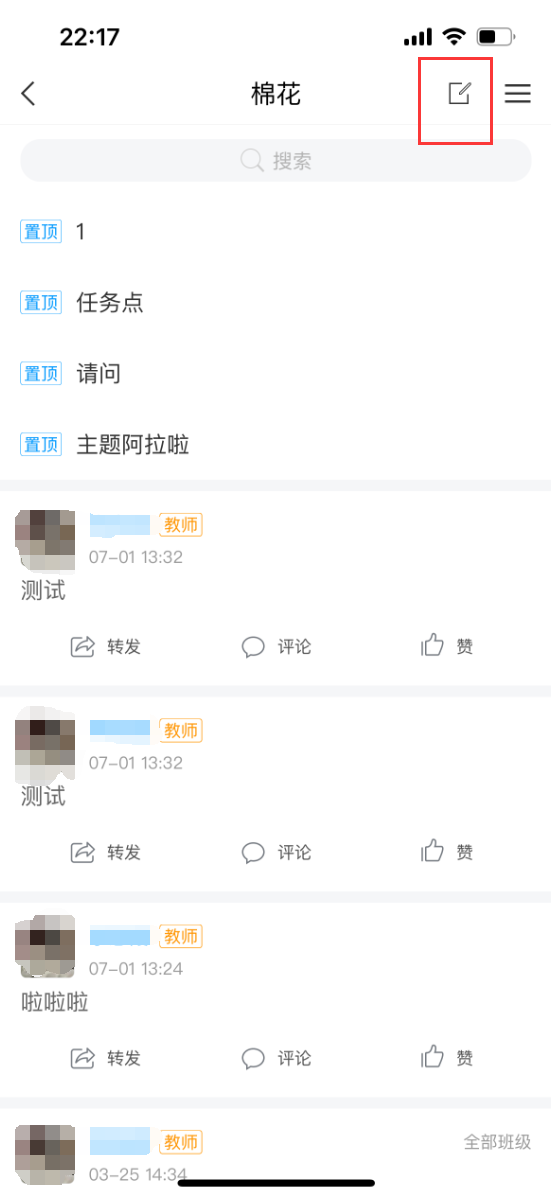 22:17
棉花
搜索
置顶 1
置顶 任务点
置顶 请问
置顶 主题阿拉啦
教师
07-01 13:32
测试
转发 评论 赞
教师
07-01 13:32
测试
转发 评论 赞
教师
07-01 13:24
啦啦啦
转发 评论 赞
教师 全部班级
03-25 14:34